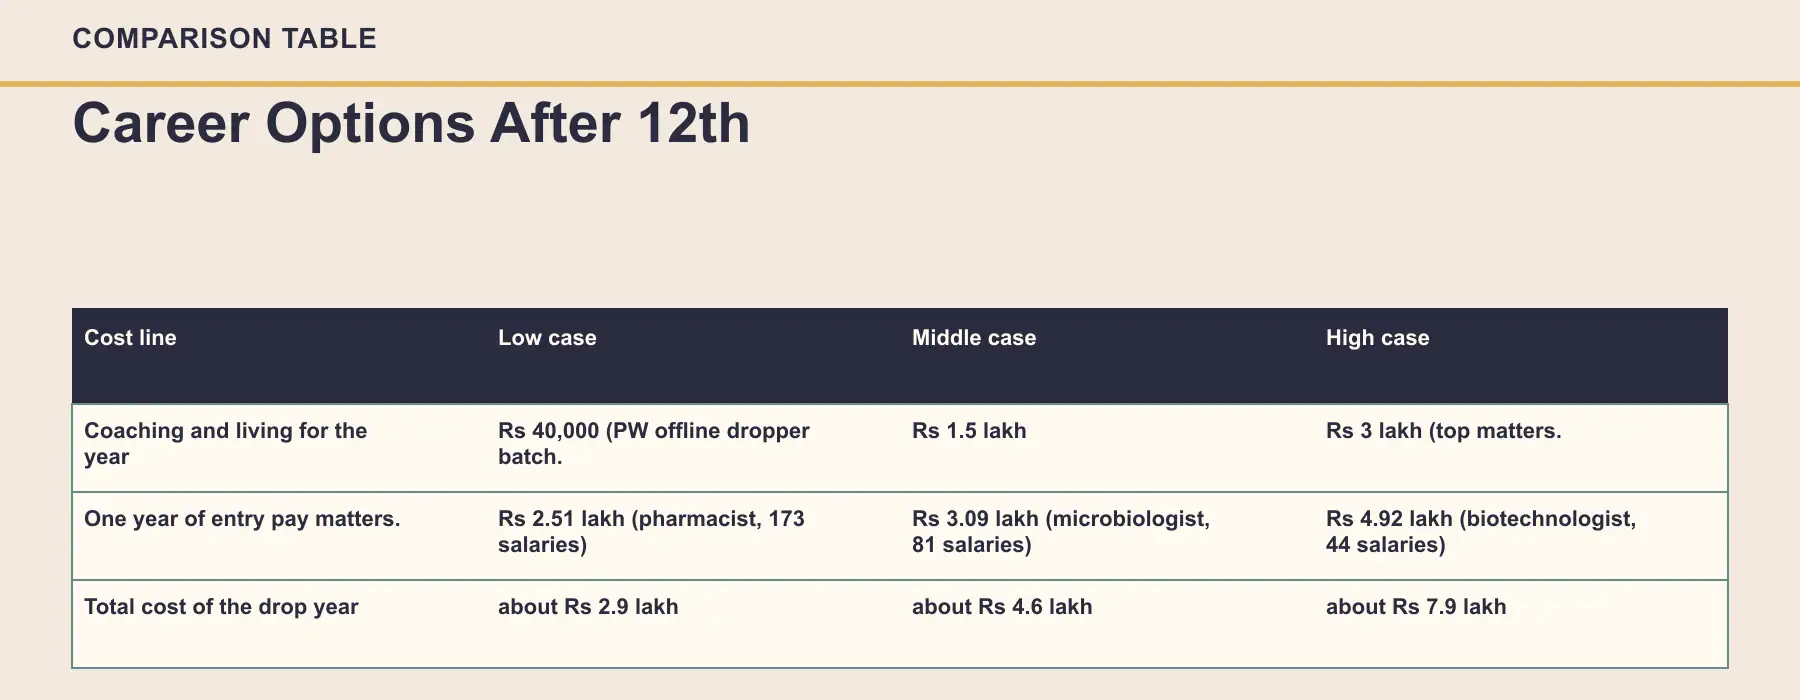 COMPARISON TABLE
Career Options After 12th
Cost line Low case Middle case High case
Coaching and living for the year Rs 40,000 (PW offline dropper batch. Rs 1.5 lakh Rs 3 lakh (top matters.
One year of entry pay matters. Rs 2.51 lakh (pharmacist, 173 salaries) Rs 3.09 lakh (microbiologist, 81 salaries) Rs 4.92 lakh (biotechnologist, 44 salaries)
Total cost of the drop year about Rs 2.9 lakh about Rs 4.6 lakh about Rs 7.9 lakh